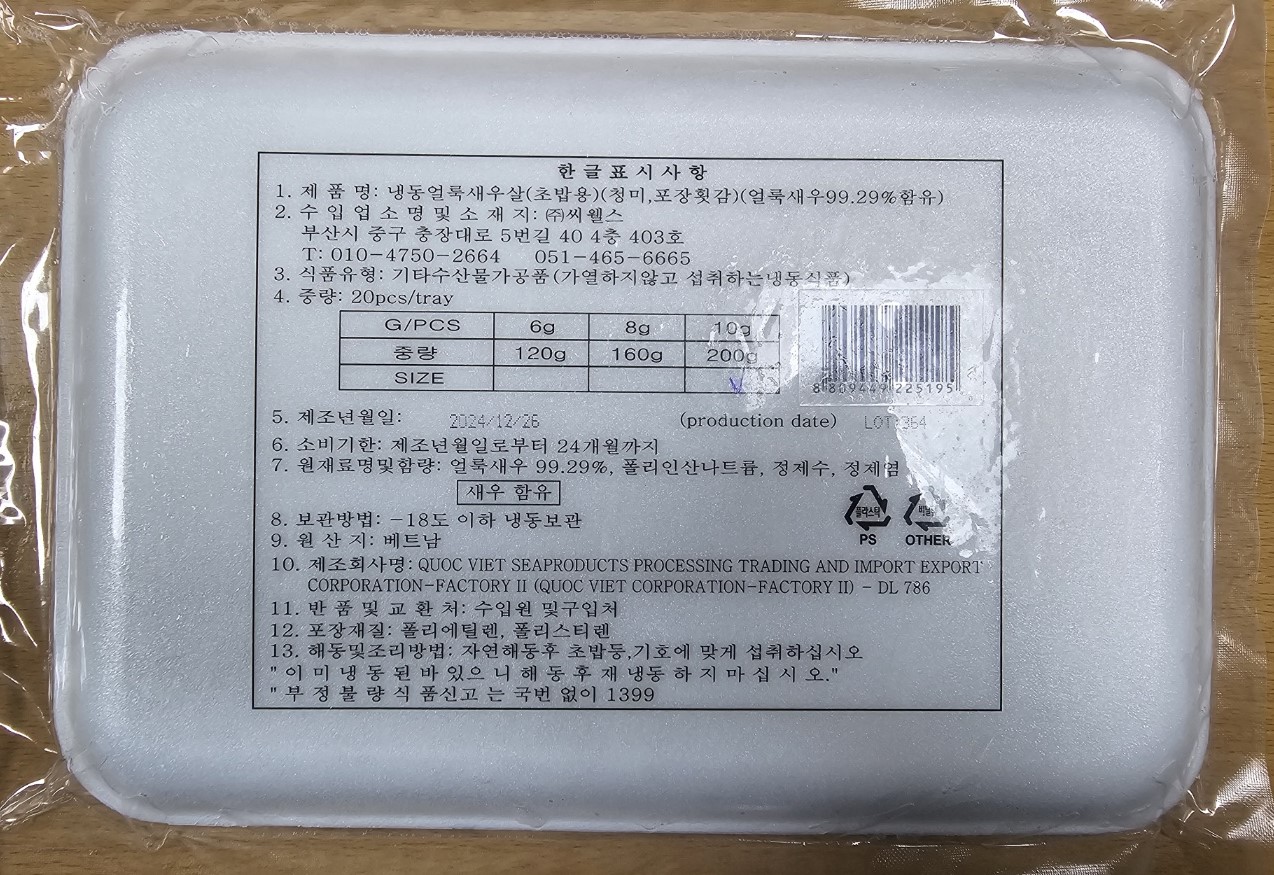 한글표시사항
1. 제 품 명: 냉동얼룩새우살(초밥용)(청미,포장횟감)(얼룩새우99.29%함유)
2. 수 입 업 소 명 및 소 재 지: ㈜씨웰스
부산시 중구 충장대로 5번길 40 4층 403호
T: 010-4750-2664 051-465-6665
3. 식품유형: 기타수산물가공품(가열하지않고 섭취하는냉동식품)
4. 중량: 20pcs/tray
G/PCS 6g 8g 10g
중량 120g 160g 200g
SIZE
8 809449 225195
5. 제조년월일: 2024/12/26 (production date) LOT:364
6. 소비기한: 제조년월일로부터 24개월까지
7. 원재료명및함량: 얼룩새우 99.29%, 폴리인산나트륨, 정제수, 정제염
새우 함유
플라스틱
PS OTHER
8. 보관방법: -18도 이하 냉동보관
9. 원 산 지: 베트남
10. 제조회사명: QUOC VIET SEAPRODUCTS PROCESSING TRADING AND IMPORT EXPORT
CORPORATION-FACTORY II (QUOC VIET CORPORATION-FACTORY II) - DL 786
11. 반 품 및 교 환 처: 수입원 및구입처
12. 포장재질: 폴리에틸렌, 폴리스티렌
13. 해동및조리방법: 자연해동후 초밥등,기호에 맞게 섭취하십시오
" 이 미 냉 동 된 바 있으 니 해 동 후 재 냉동 하 지 마 십 시 오."
" 부 정 불 량 식 품신고 는 국번 없이 1399